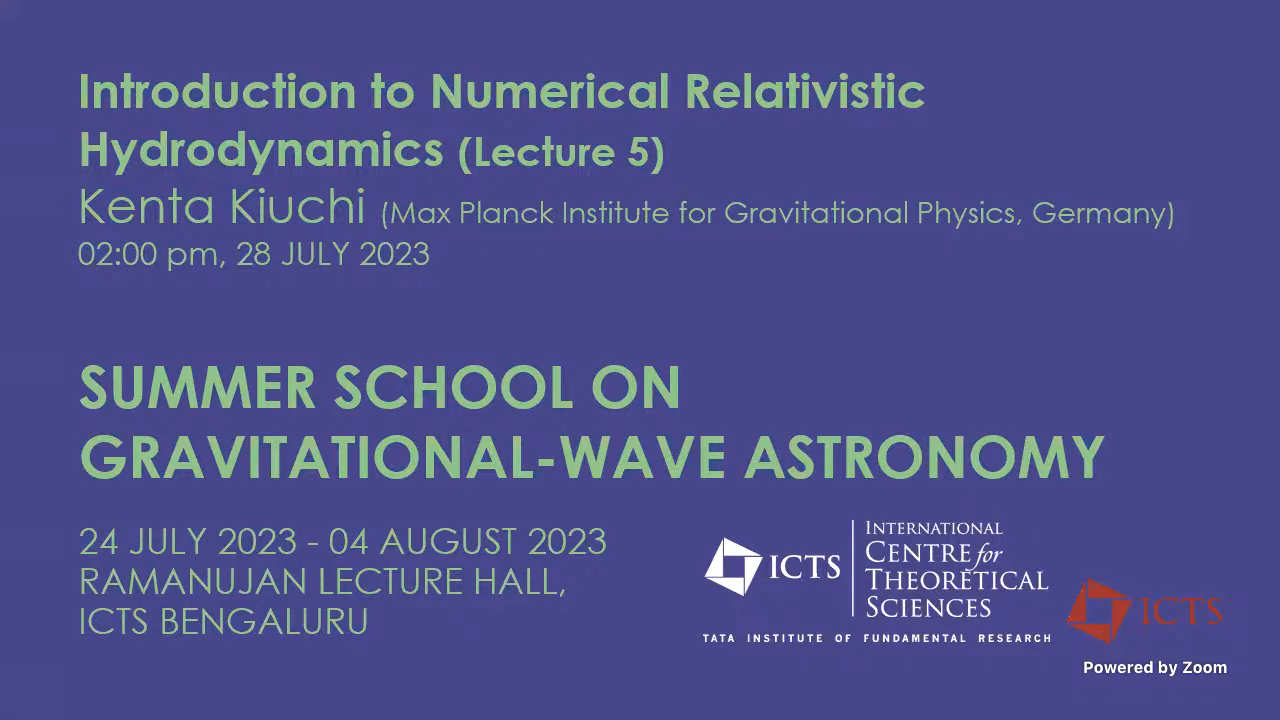 Introduction to Numerical Relativistic
Hydrodynamics (Lecture 5)
Kenta Kiuchi (Max Planck Institute for Gravitational Physics, Germany)
02:00 pm, 28 JULY 2023
SUMMER SCHOOL ON
GRAVITATIONAL-WAVE ASTRONOMY
24 JULY 2023 - 04 AUGUST 2023
RAMANUJAN LECTURE HALL,
ICTS BENGALURU
ICTS
INTERNATIONAL
CENTRE for
THEORETICAL
SCIENCES
TATA INSTITUTE OF FUNDAMENTAL RESEARCH
ICTS
Powered by Zoom